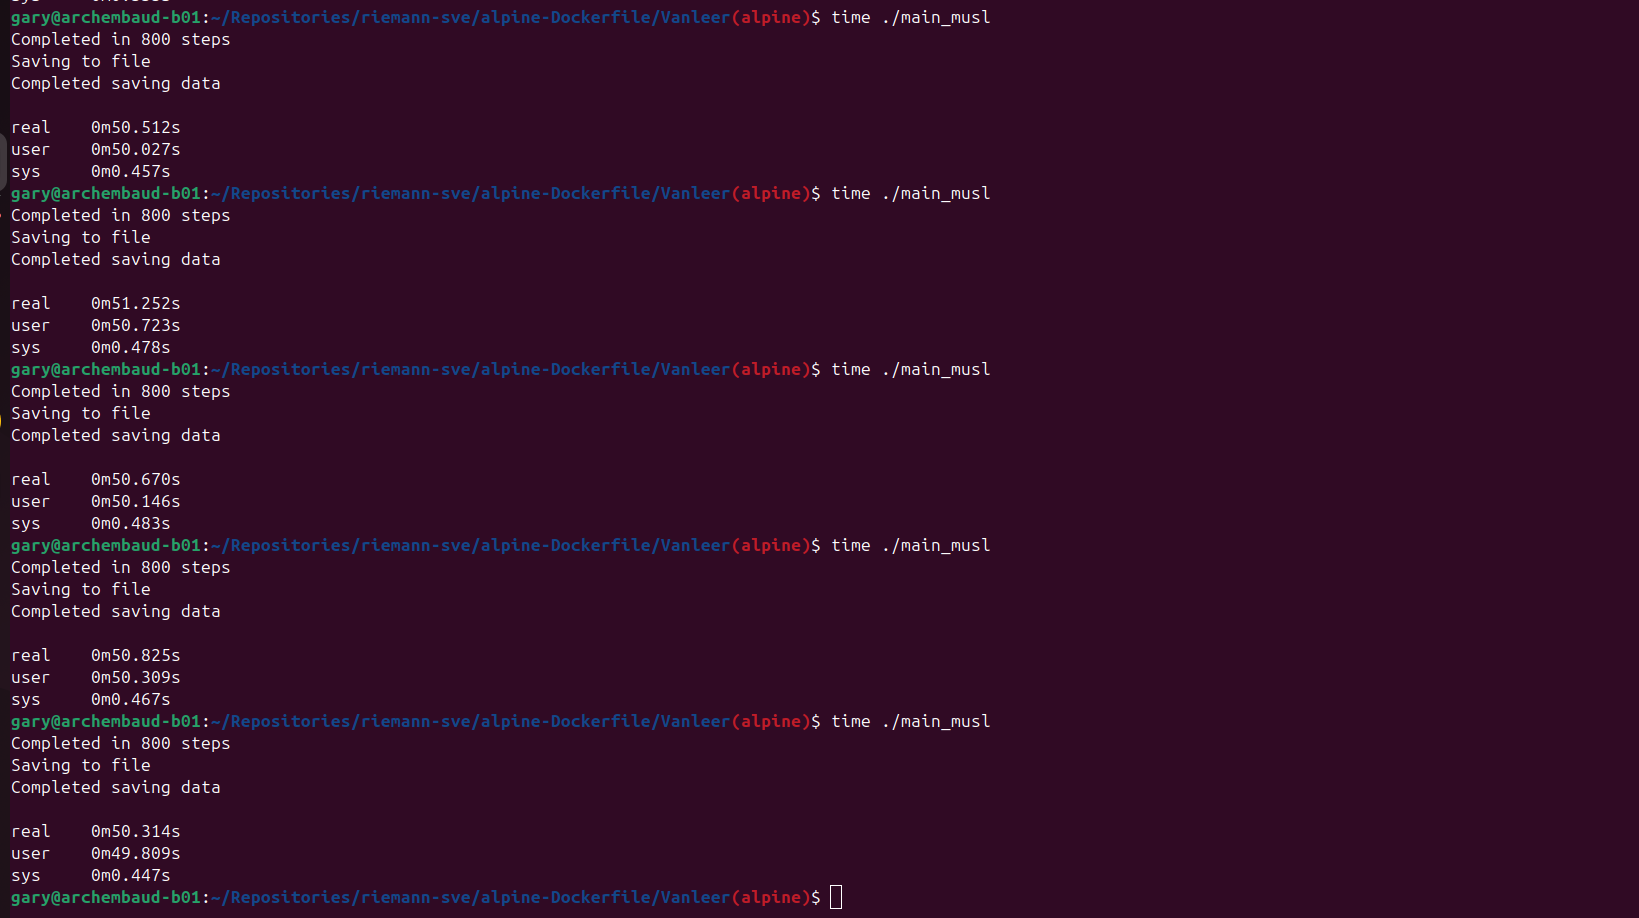 gary@archembaud-b01:~/Repositories/riemann-sve/alpine-Dockerfile/Vanleer(alpine)$ time ./main_musl
Completed in 800 steps
Saving to file
Completed saving data
real    0m50.512s
user    0m50.027s
sys     0m0.457s
gary@archembaud-b01:~/Repositories/riemann-sve/alpine-Dockerfile/Vanleer(alpine)$ time ./main_musl
Completed in 800 steps
Saving to file
Completed saving data
real    0m51.252s
user    0m50.723s
sys     0m0.478s
gary@archembaud-b01:~/Repositories/riemann-sve/alpine-Dockerfile/Vanleer(alpine)$ time ./main_musl
Completed in 800 steps
Saving to file
Completed saving data
real    0m50.670s
user    0m50.146s
sys     0m0.483s
gary@archembaud-b01:~/Repositories/riemann-sve/alpine-Dockerfile/Vanleer(alpine)$ time ./main_musl
Completed in 800 steps
Saving to file
Completed saving data
real    0m50.825s
user    0m50.309s
sys     0m0.467s
gary@archembaud-b01:~/Repositories/riemann-sve/alpine-Dockerfile/Vanleer(alpine)$ time ./main_musl
Completed in 800 steps
Saving to file
Completed saving data
real    0m50.314s
user    0m49.809s
sys     0m0.447s
gary@archembaud-b01:~/Repositories/riemann-sve/alpine-Dockerfile/Vanleer(alpine)$